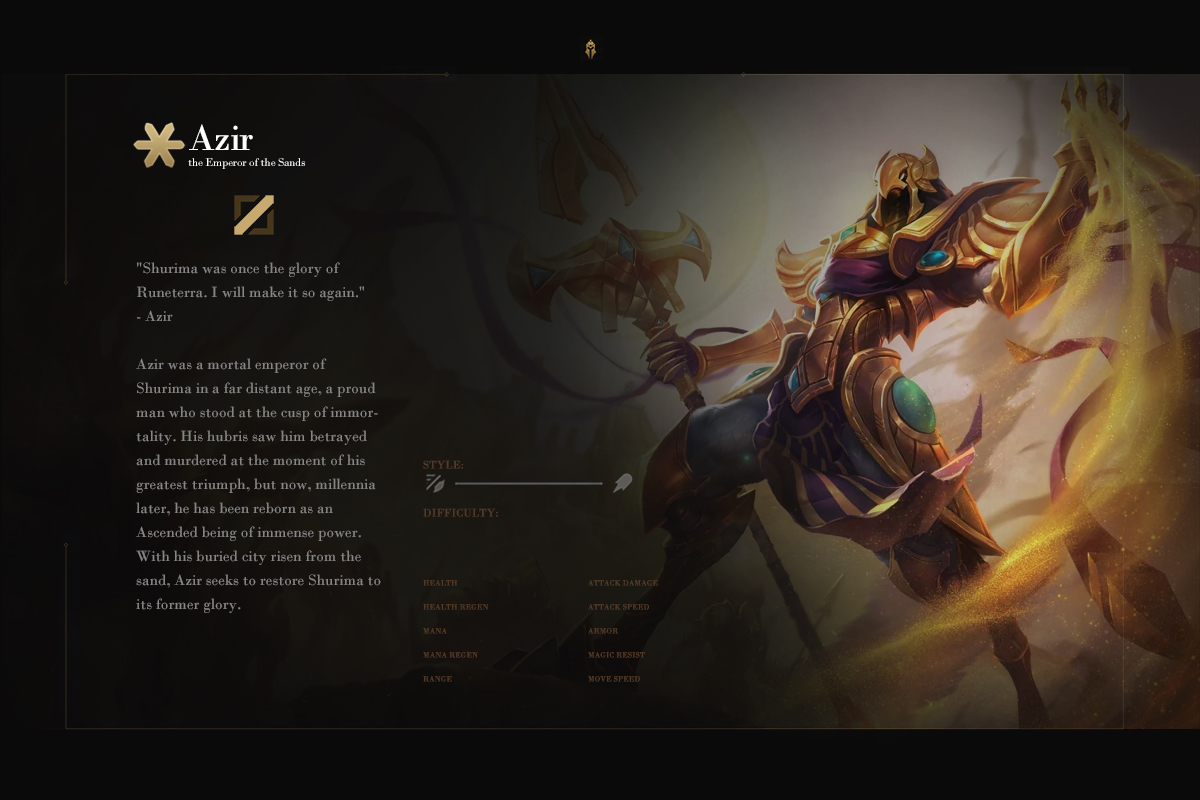 Azir
the Emperor of the Sands
"Shurima was once the glory of
Runeterra. I will make it so again."
- Azir
Azir was a mortal emperor of
Shurima in a far distant age, a proud
man who stood at the cusp of immor-
tality. His hubris saw him betrayed
and murdered at the moment of his
greatest triumph, but now, millennia
later, he has been reborn as an
Ascended being of immense power.
With his buried city risen from the
sand, Azir seeks to restore Shurima to
its former glory.
STYLE:
DIFFICULTY:
HEALTH
HEALTH REGEN
MANA
MANA REGEN
RANGE
ATTACK DAMAGE
ATTACK SPEED
ARMOR
MAGIC RESIST
MOVE SPEED